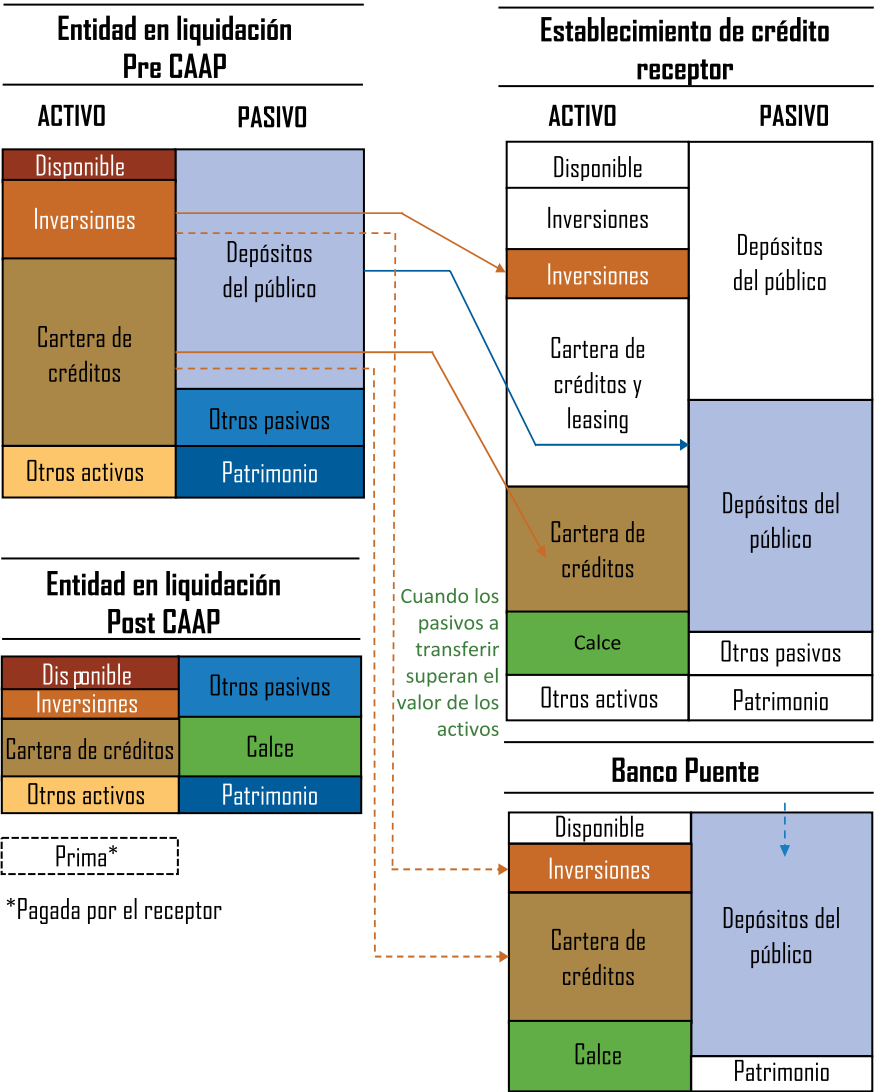 Entidad en liquidación
Pre CAAP
ACTIVO
PASIVO
Disponible
Inversiones
Cartera de
créditos
Otros activos
Depósitos
del público
Otros pasivos
Patrimonio
Entidad en liquidación
Post CAAP
Disponible
Inversiones
Cartera de créditos
Otros activos
Otros pasivos
Calce
Patrimonio
Prima*
*Pagada por el receptor
Cuando los
pasivos a
transferir
superan el
valor de los
activos
Establecimiento de crédito
receptor
ACTIVO
PASIVO
Disponible
Inversiones
Inversiones
Cartera de
créditos y
leasing
Cartera de
créditos
Calce
Otros activos
Depósitos
del público
Depósitos del
público
Otros pasivos
Patrimonio
Banco Puente
Disponible
Inversiones
Cartera de
créditos
Calce
Depósitos del
público
Patrimonio